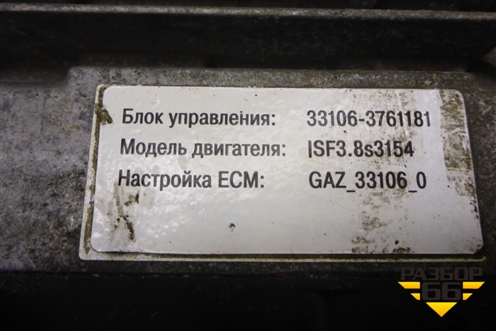 Блок управления: 33106-3761181
Модель двигателя: ISF3.8s3154
Настройка ECM: GAZ_33106_0
РАЗБОР
66